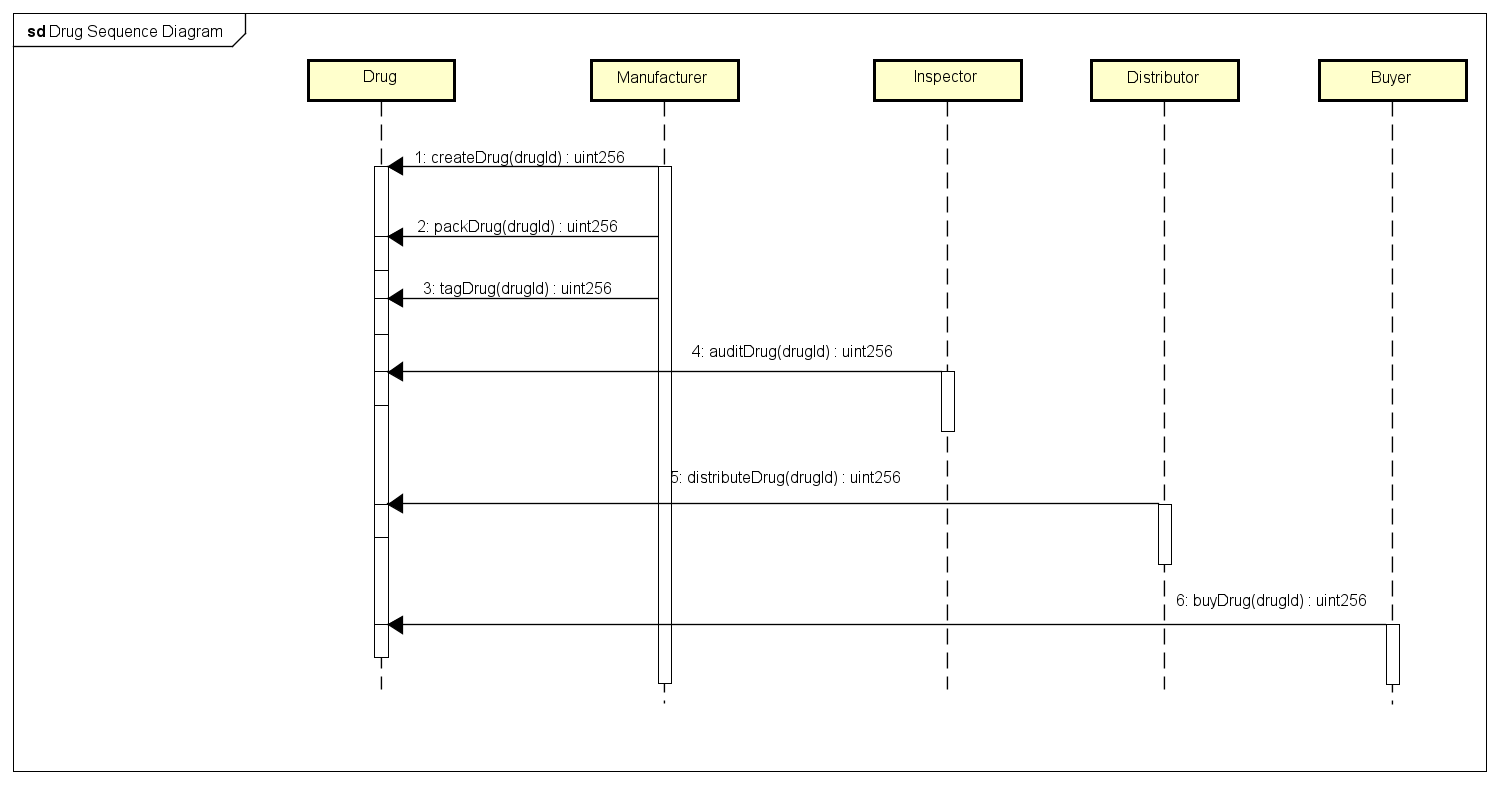 sd Drug Sequence Diagram
Drug
Manufacturer
Inspector
Distributor
Buyer
1: createDrug(drugId) : uint256
2: packDrug(drugId) : uint256
3: tagDrug(drugId) : uint256
4: auditDrug(drugId) : uint256
5: distributeDrug(drugId) : uint256
6: buyDrug(drugId) : uint256